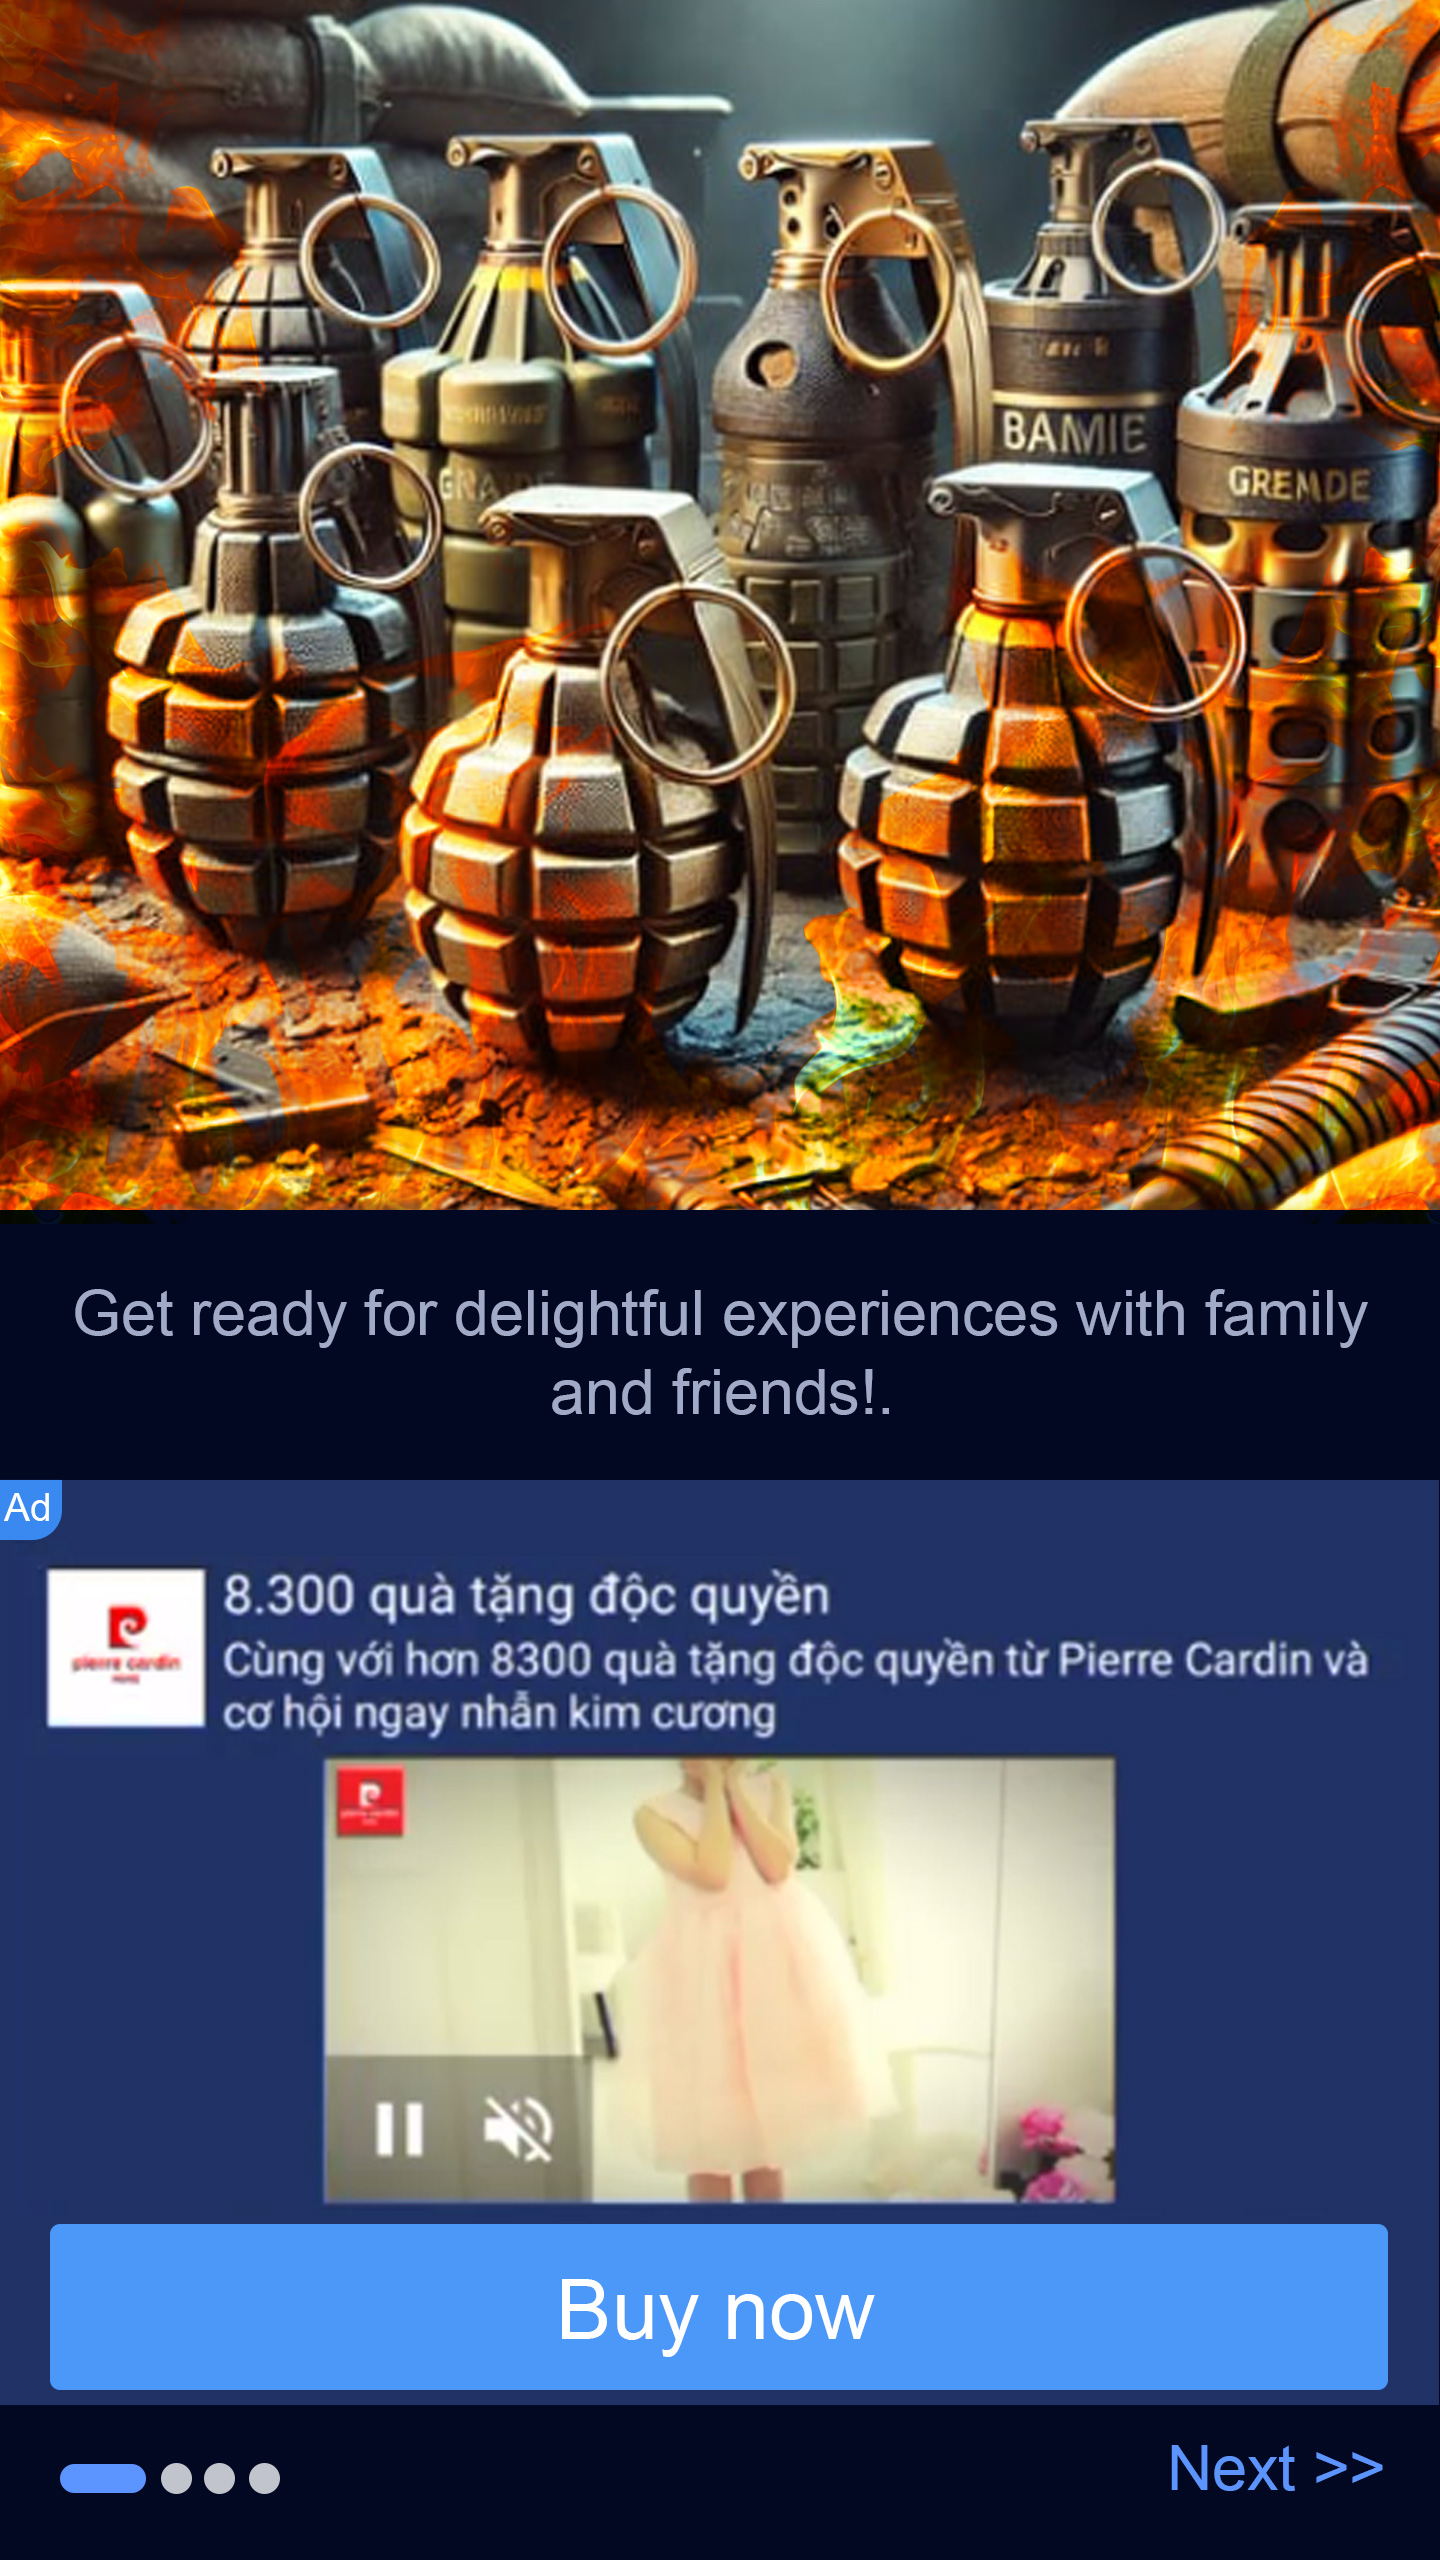 BAMIE
GREMDE
Get ready for delightful experiences with family
and friends!.
Ad
8.300 quà tặng độc quyền
Cùng với hơn 8300 quà tặng độc quyền từ Pierre Cardin và
cơ hội ngay nhẫn kim cương
pierre cardin
Buy now
Next >>